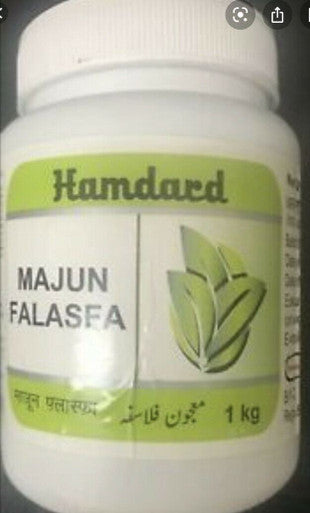 Hamdard
MAJUN
FALASFA
माजून फलास्फा
معجون فلاسفہ
1 kg